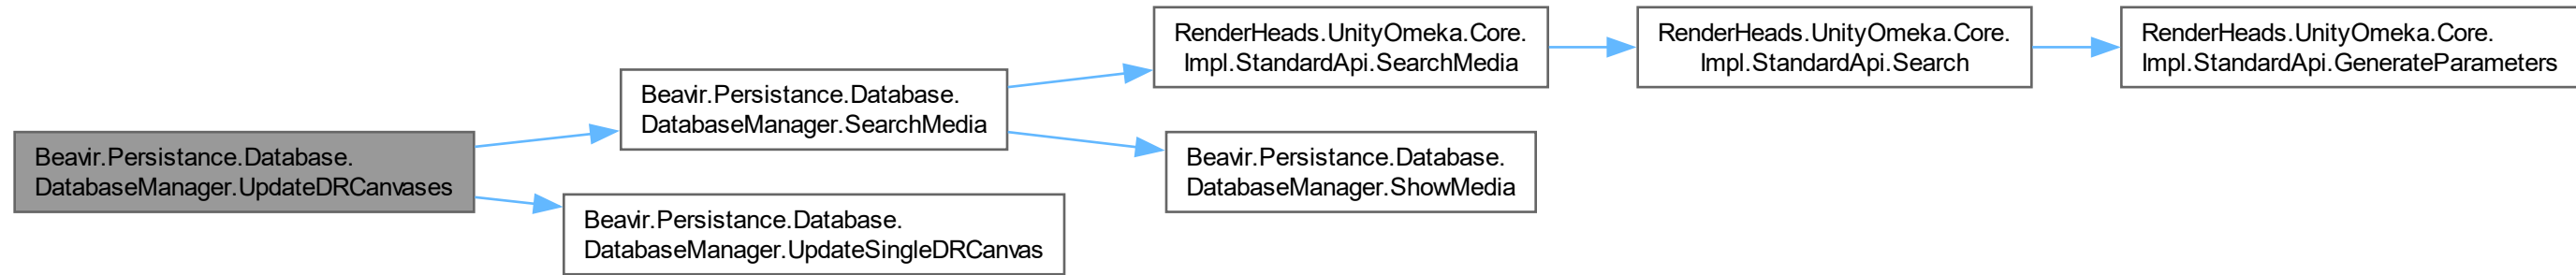 Beavir.Persistance.Database.
DatabaseManager.UpdateDRCanvases
Beavir.Persistance.Database.
DatabaseManager.SearchMedia
RenderHeads.UnityOmeka.Core.
Impl.StandardApi.SearchMedia
RenderHeads.UnityOmeka.Core.
Impl.StandardApi.Search
RenderHeads.UnityOmeka.Core.
Impl.StandardApi.GenerateParameters
Beavir.Persistance.Database.
DatabaseManager.ShowMedia
Beavir.Persistance.Database.
DatabaseManager.UpdateSingleDRCanvas